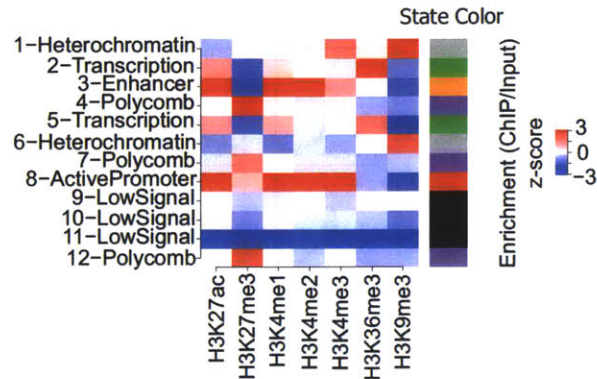 State Color
1−Heterochromatin
2−Transcription
3−Enhancer
4−Polycomb
5−Transcription
6−Heterochromatin
7−Polycomb
8−ActivePromoter
9−LowSignal
10−LowSignal
11−LowSignal
12−Polycomb
H3K27ac
H3K27me3
H3K4me1
H3K4me2
H3K4me3
H3K36me3
H3K9me3
Enrichment (ChIP/Input)
z−score
3
−3